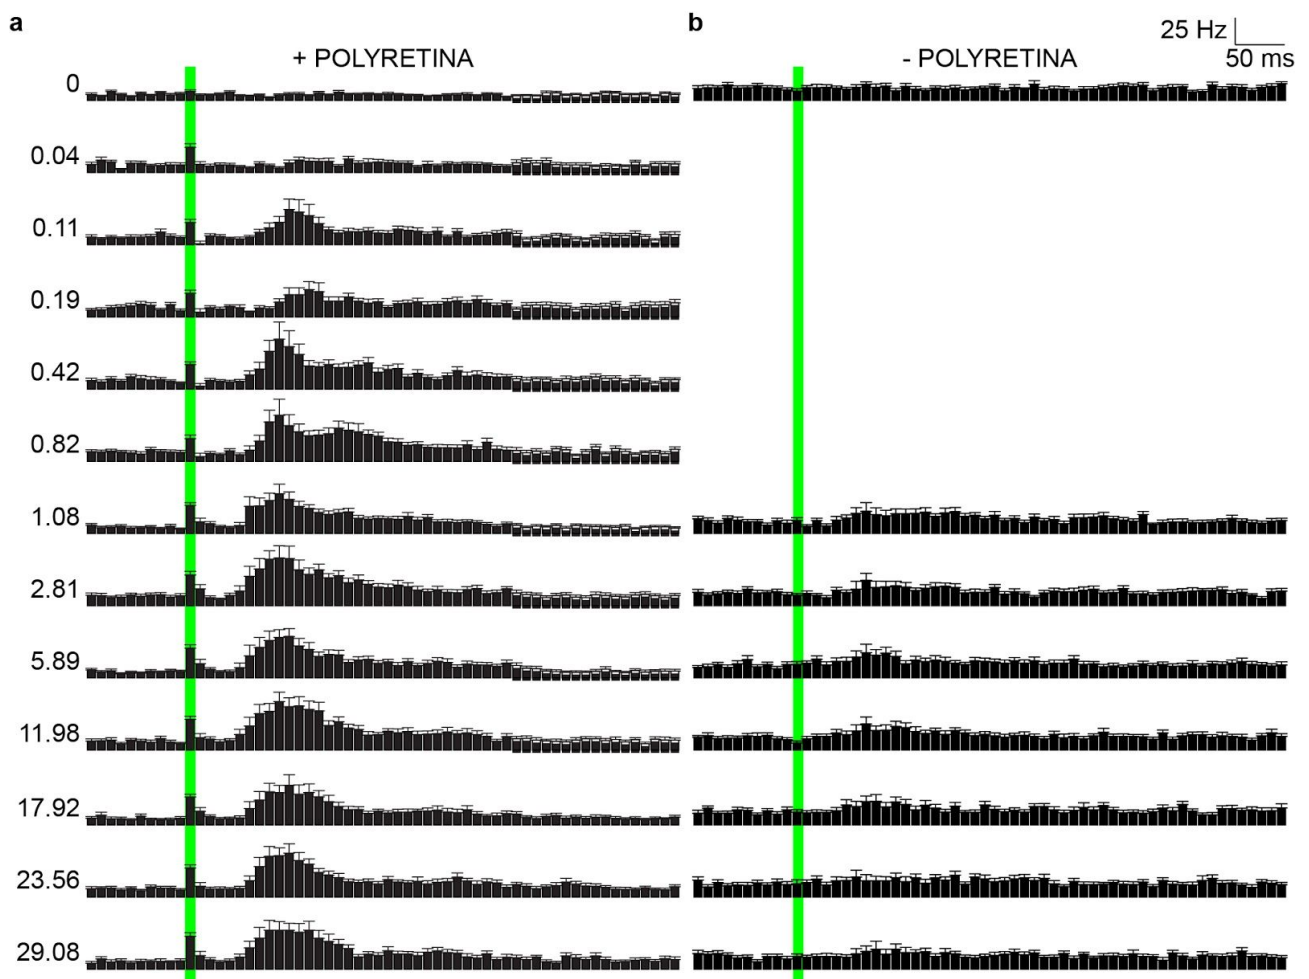 a
b
25 Hz
+ POLYRETINA
- POLYRETINA
50 ms
0
0.04
0.11
0.19
0.42
0.82
1.08
2.81
5.89
11.98
17.92
23.56
29.08